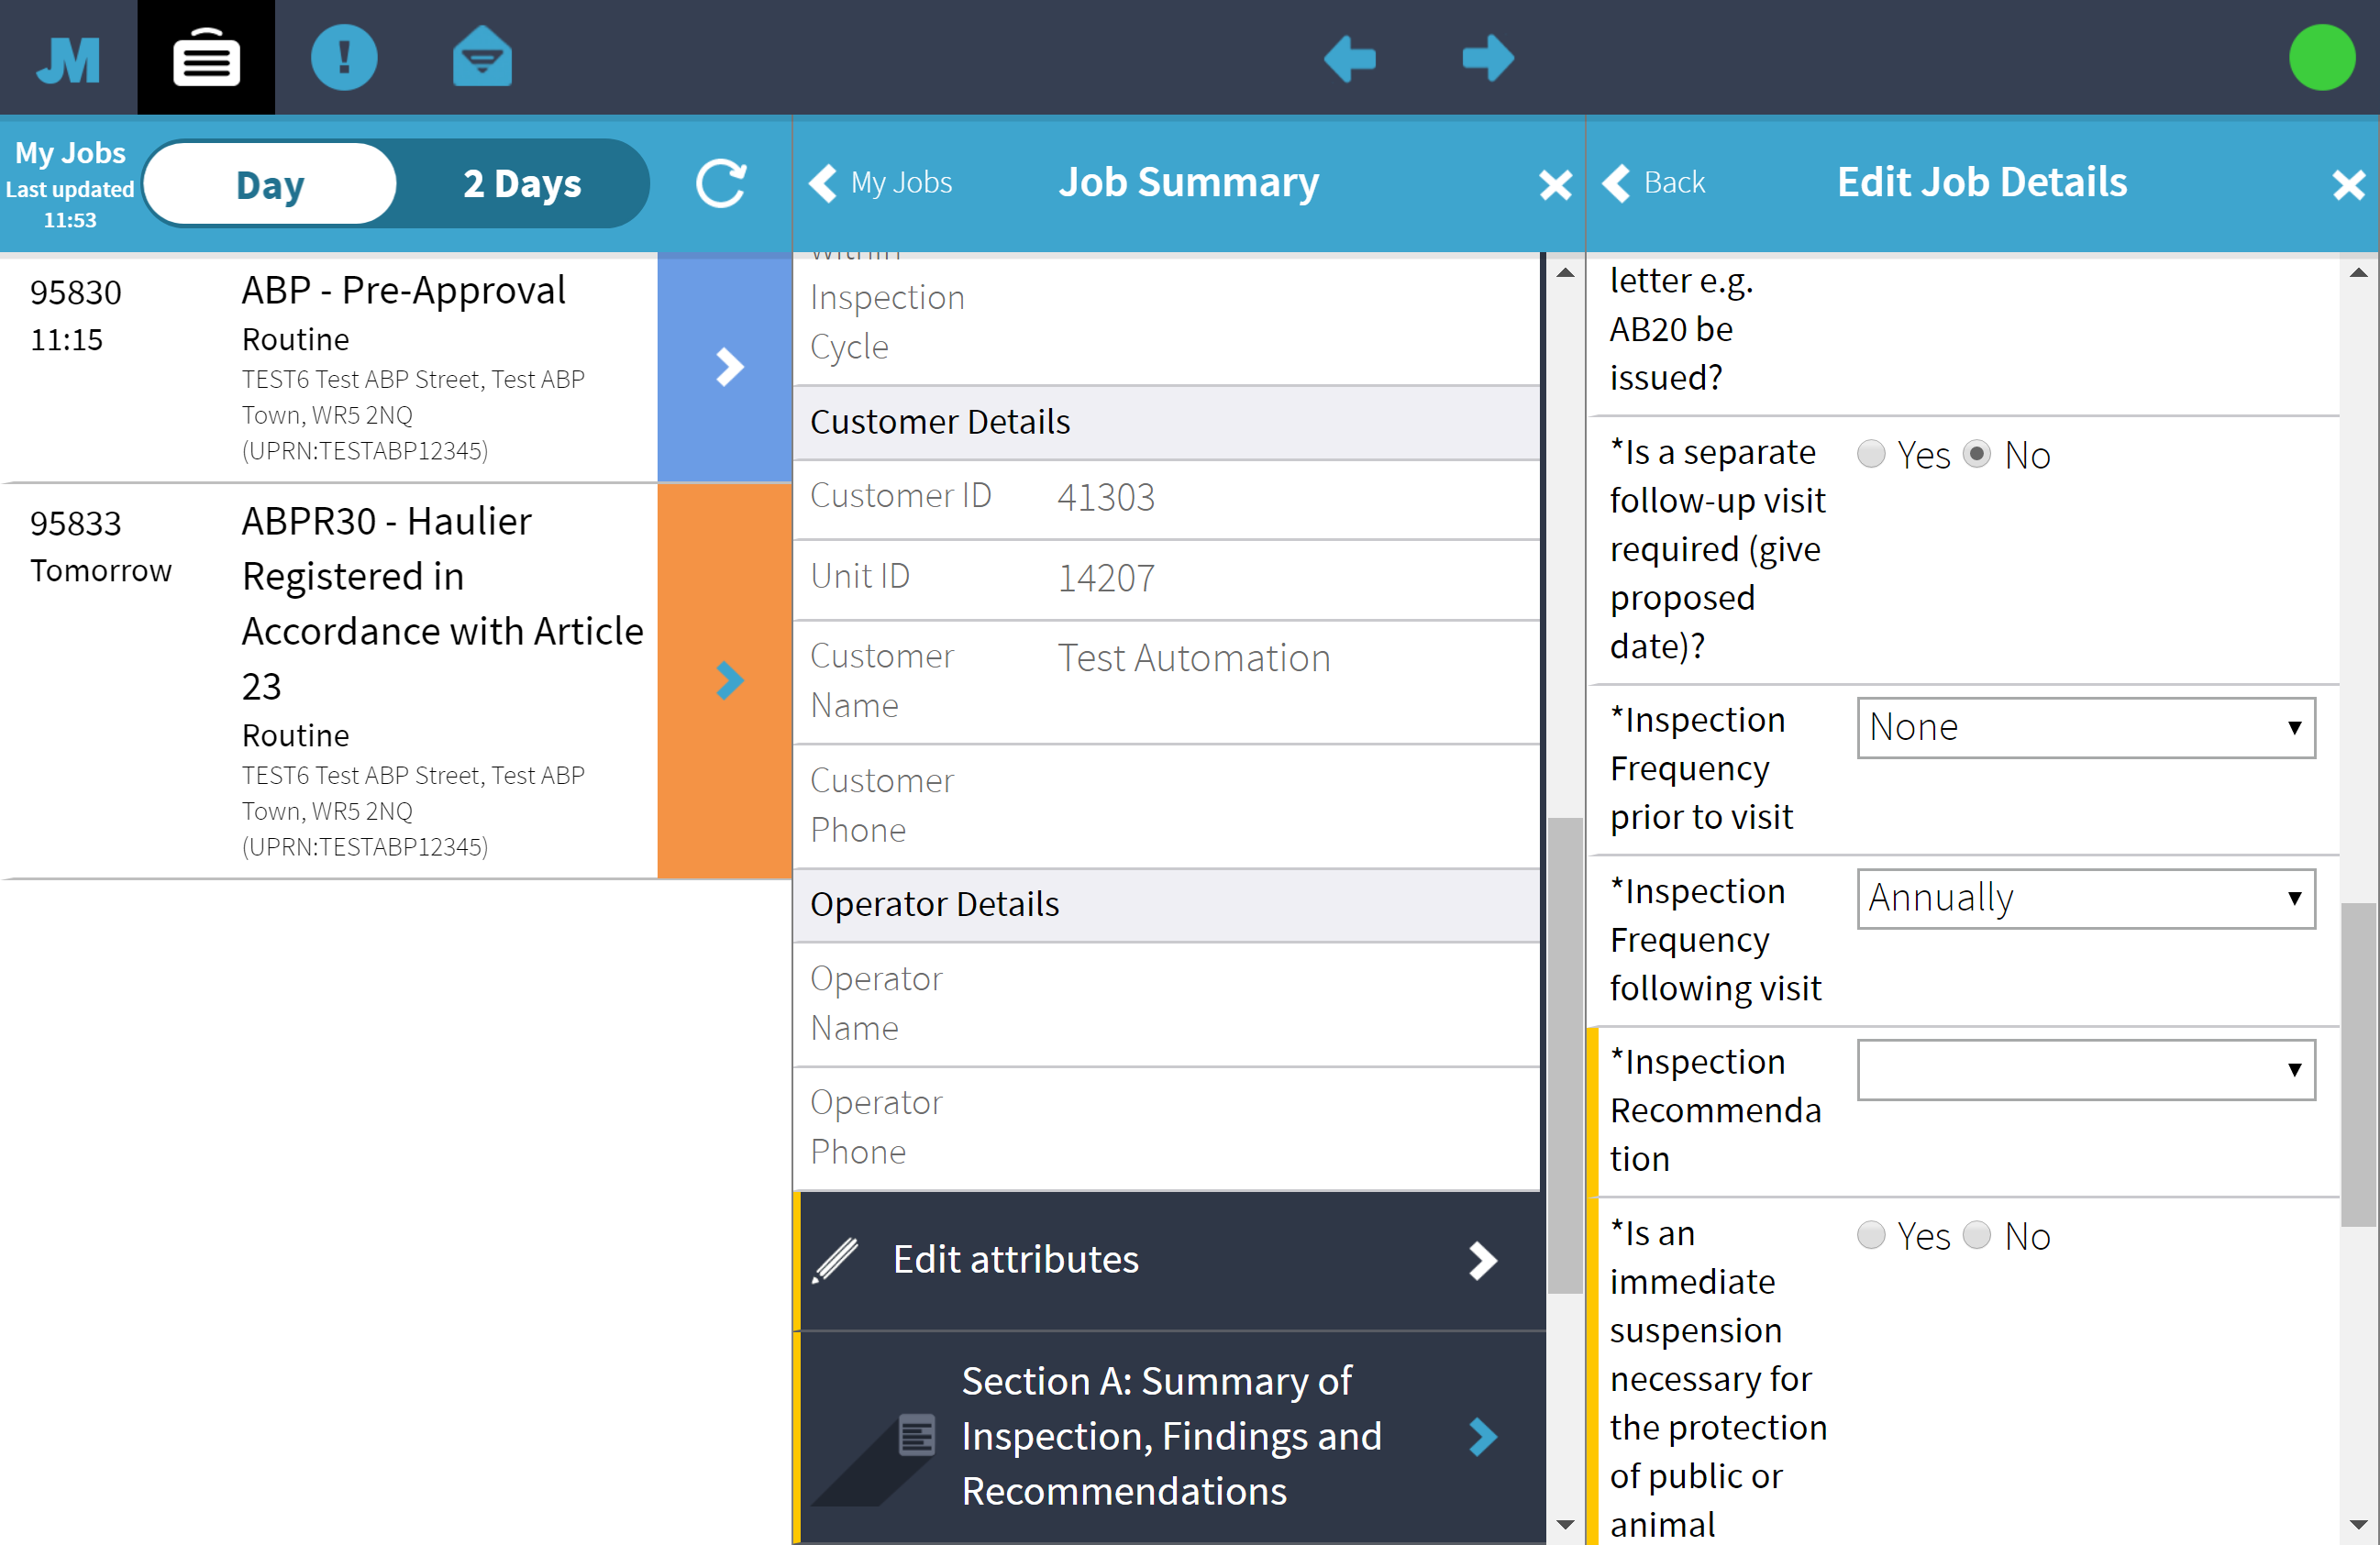 JM
My Jobs
Last updated
11:53
Day
2 Days
My Jobs
Job Summary
Back
Edit Job Details
95830
11:15
ABP - Pre-Approval
Routine
TEST6 Test ABP Street, Test ABP
Town, WR5 2NQ
(UPRN:TESTABP12345)
95833
Tomorrow
ABPR30 - Haulier
Registered in
Accordance with Article
23
Routine
TEST6 Test ABP Street, Test ABP
Town, WR5 2NQ
(UPRN:TESTABP12345)
Within
Inspection
Cycle
Customer Details
Customer ID 41303
Unit ID 14207
Customer
Name
Test Automation
Customer
Phone
Operator Details
Operator
Name
Operator
Phone
Edit attributes
Section A: Summary of
Inspection, Findings and
Recommendations
letter e.g.
AB20 be
issued?
*Is a separate
follow-up visit
required (give
proposed
date)?
Yes No
*Inspection
Frequency
prior to visit
None
*Inspection
Frequency
following visit
Annually
*Inspection
Recommenda
tion
*Is an
immediate
suspension
necessary for
the protection
of public or
animal
Yes No